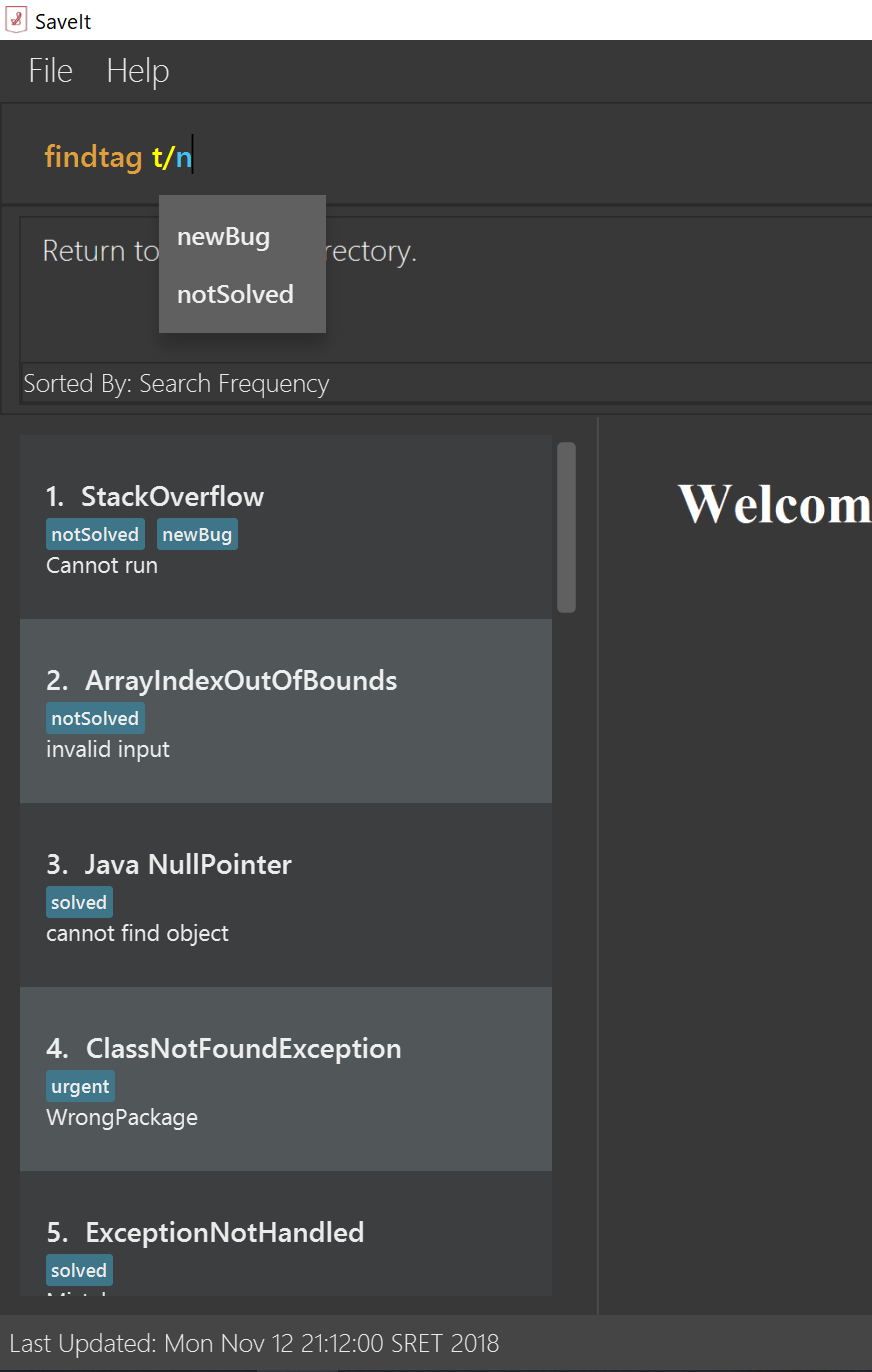 SaveIt
File Help
findtag t/n
newBug
Return to rectory.
notSolved
Sorted By: Search Frequency
Welcom
1. StackOverflow
notSolved newBug
Cannot run
2. ArrayIndexOutOfBounds
notSolved
invalid input
3. Java NullPointer
solved
cannot find object
4. ClassNotFoundException
urgent
WrongPackage
5. ExceptionNotHandled
solved
Last Updated: Mon Nov 12 21:12:00 SRET 2018